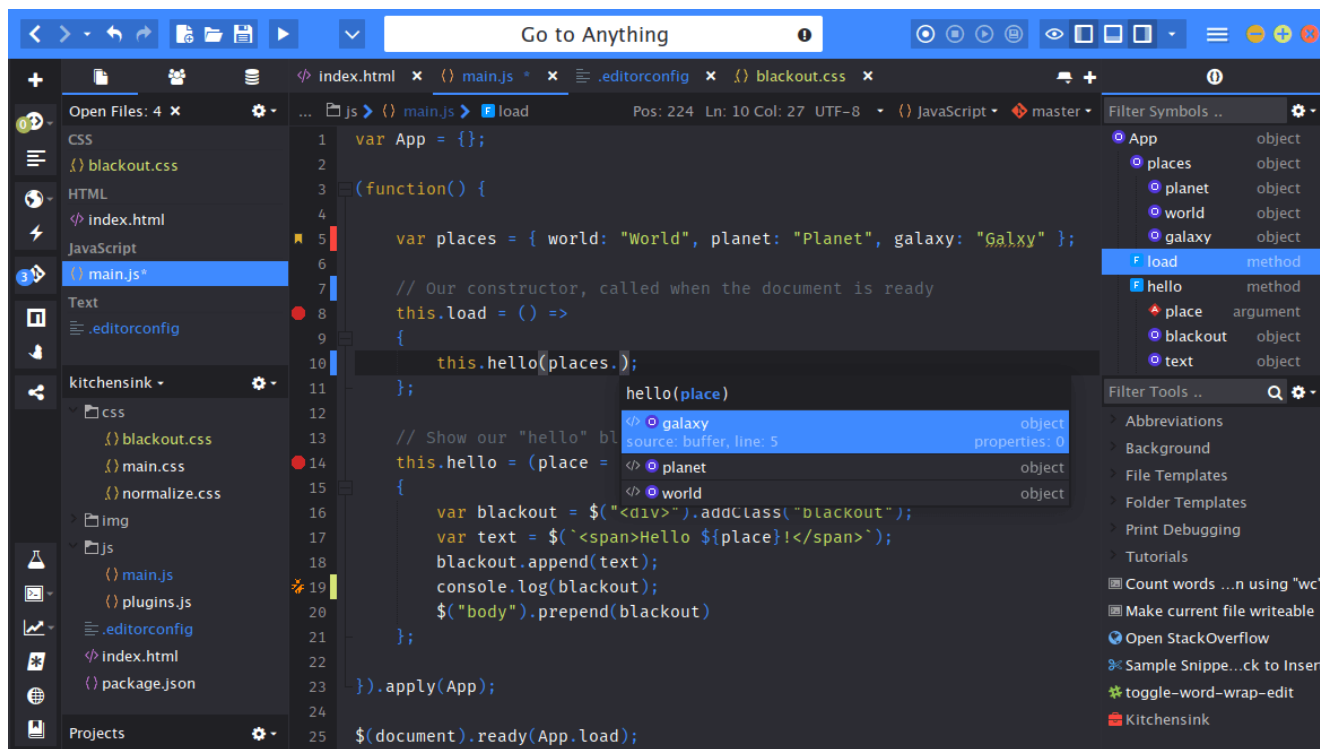 Go to Anything
index.html
main.js *
.editorconfig
blackout.css
Open Files: 4
CSS
blackout.css
HTML
index.html
JavaScript
main.js*
Text
.editorconfig
kitchensink
css
blackout.css
main.css
normalize.css
img
js
main.js
plugins.js
.editorconfig
index.html
package.json
Projects
0
3
... js main.js load Pos: 224 Ln: 10 Col: 27 UTF-8 JavaScript master
1 var App = {};
2
3 (function() {
4
5 var places = { world: "World", planet: "Planet", galaxy: "Galxy" };
6
7 // Our constructor, called when the document is ready
8 this.load = () =>
9 {
10 this.hello(places.);
11 };
12
13 // Show our "hello" bl
14 this.hello = (place =
15 {
16 var blackout = $("<div>").addClass("blackout");
17 var text = $(`<span>Hello ${place}!</span>`);
18 blackout.append(text);
19 console.log(blackout);
20 $("body").prepend(blackout)
21 };
22
23 }).apply(App);
24
25 $(document).ready(App.load);
hello(place)
galaxy object
source: buffer, line: 5 properties: 0
planet object
world object
Filter Symbols ..
App object
places object
planet object
world object
galaxy object
load method
hello method
place argument
blackout object
text object
Filter Tools ..
Abbreviations
Background
File Templates
Folder Templates
Print Debugging
Tutorials
Count words ...n using "wc"
Make current file writeable
Open StackOverflow
Sample Snippe...ck to Inser
toggle-word-wrap-edit
Kitchensink